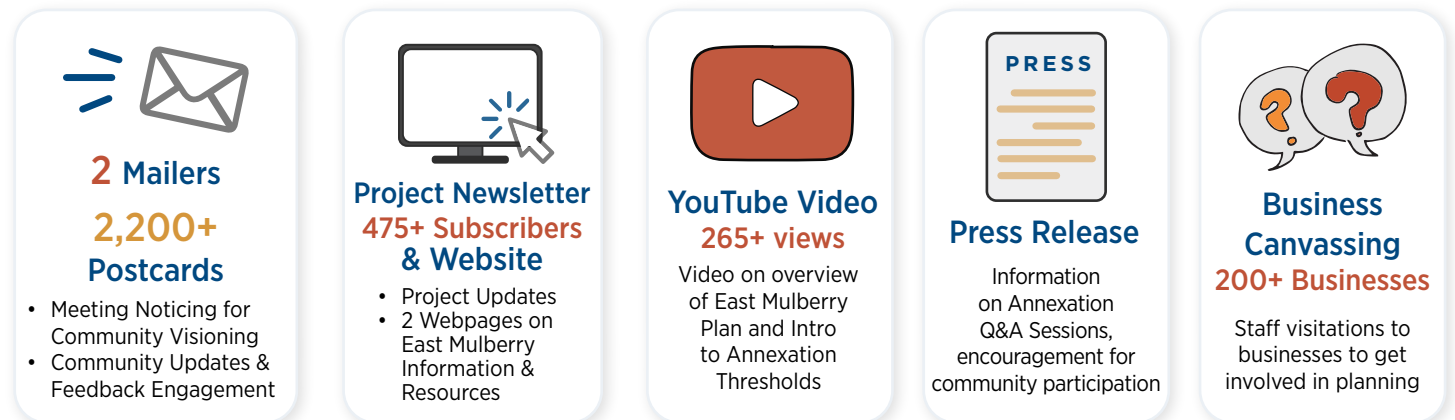 2 Mailers
2,200+
Postcards
• Meeting Noticing for
Community Visioning
• Community Updates &
Feedback Engagement
Project Newsletter
475+ Subscribers
& Website
• Project Updates
• 2 Webpages on
East Mulberry
Information &
Resources
YouTube Video
265+ views
Video on overview
of East Mulberry
Plan and Intro
to Annexation
Thresholds
PRESS
Press Release
Information
on Annexation
Q&A Sessions,
encouragement for
community participation
? ?
Business
Canvassing
200+ Businesses
Staff visitations to
businesses to get
involved in planning